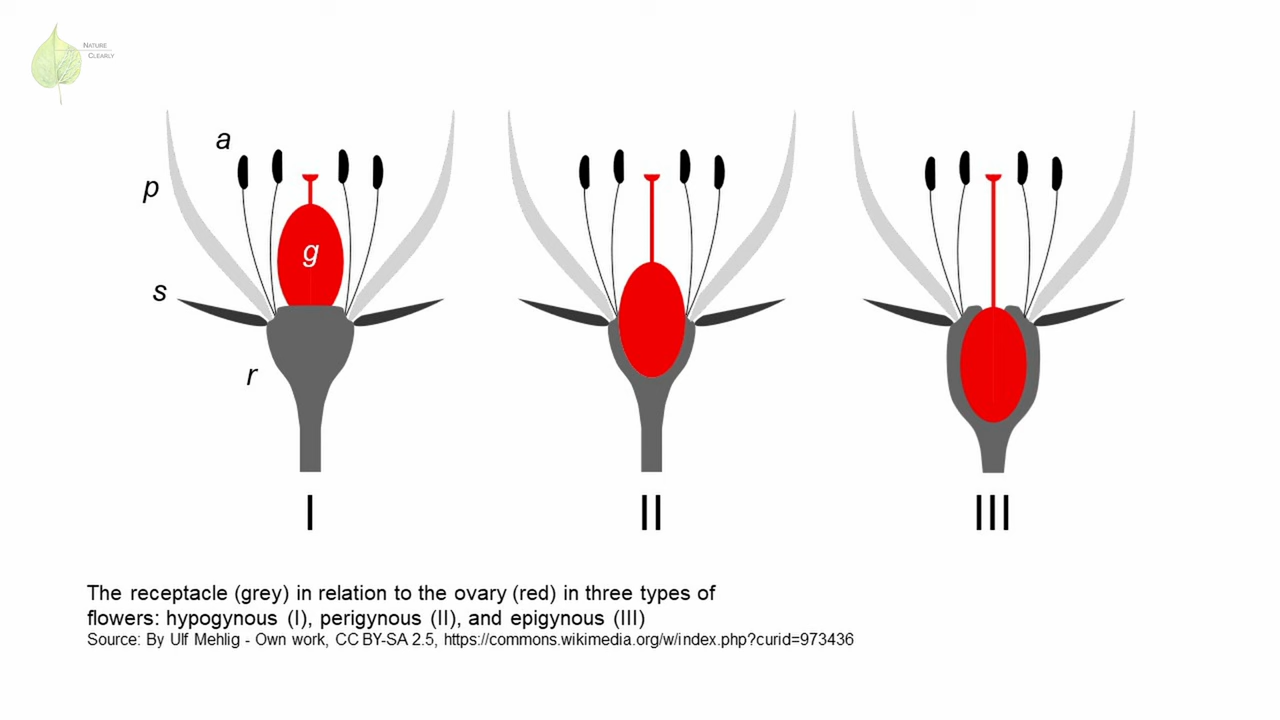 NATURE
CLEARLY
a
p
g
s
r
I
II
III
The receptacle (grey) in relation to the ovary (red) in three types of
flowers: hypogynous (I), perigynous (II), and epigynous (III)
Source: By Ulf Mehlig - Own work, CC BY-SA 2.5, https://commons.wikimedia.org/w/index.php?curid=973436